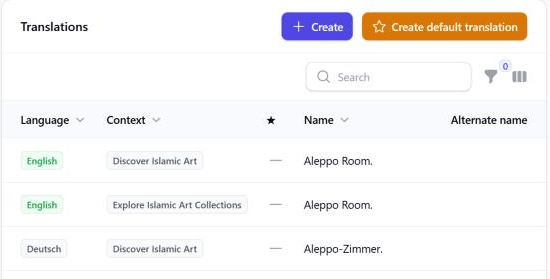 Translations
Create
Create default translation
Search
0
Language Context ★ Name Alternate name
English Discover Islamic Art — Aleppo Room.
English Explore Islamic Art Collections — Aleppo Room.
Deutsch Discover Islamic Art — Aleppo-Zimmer.